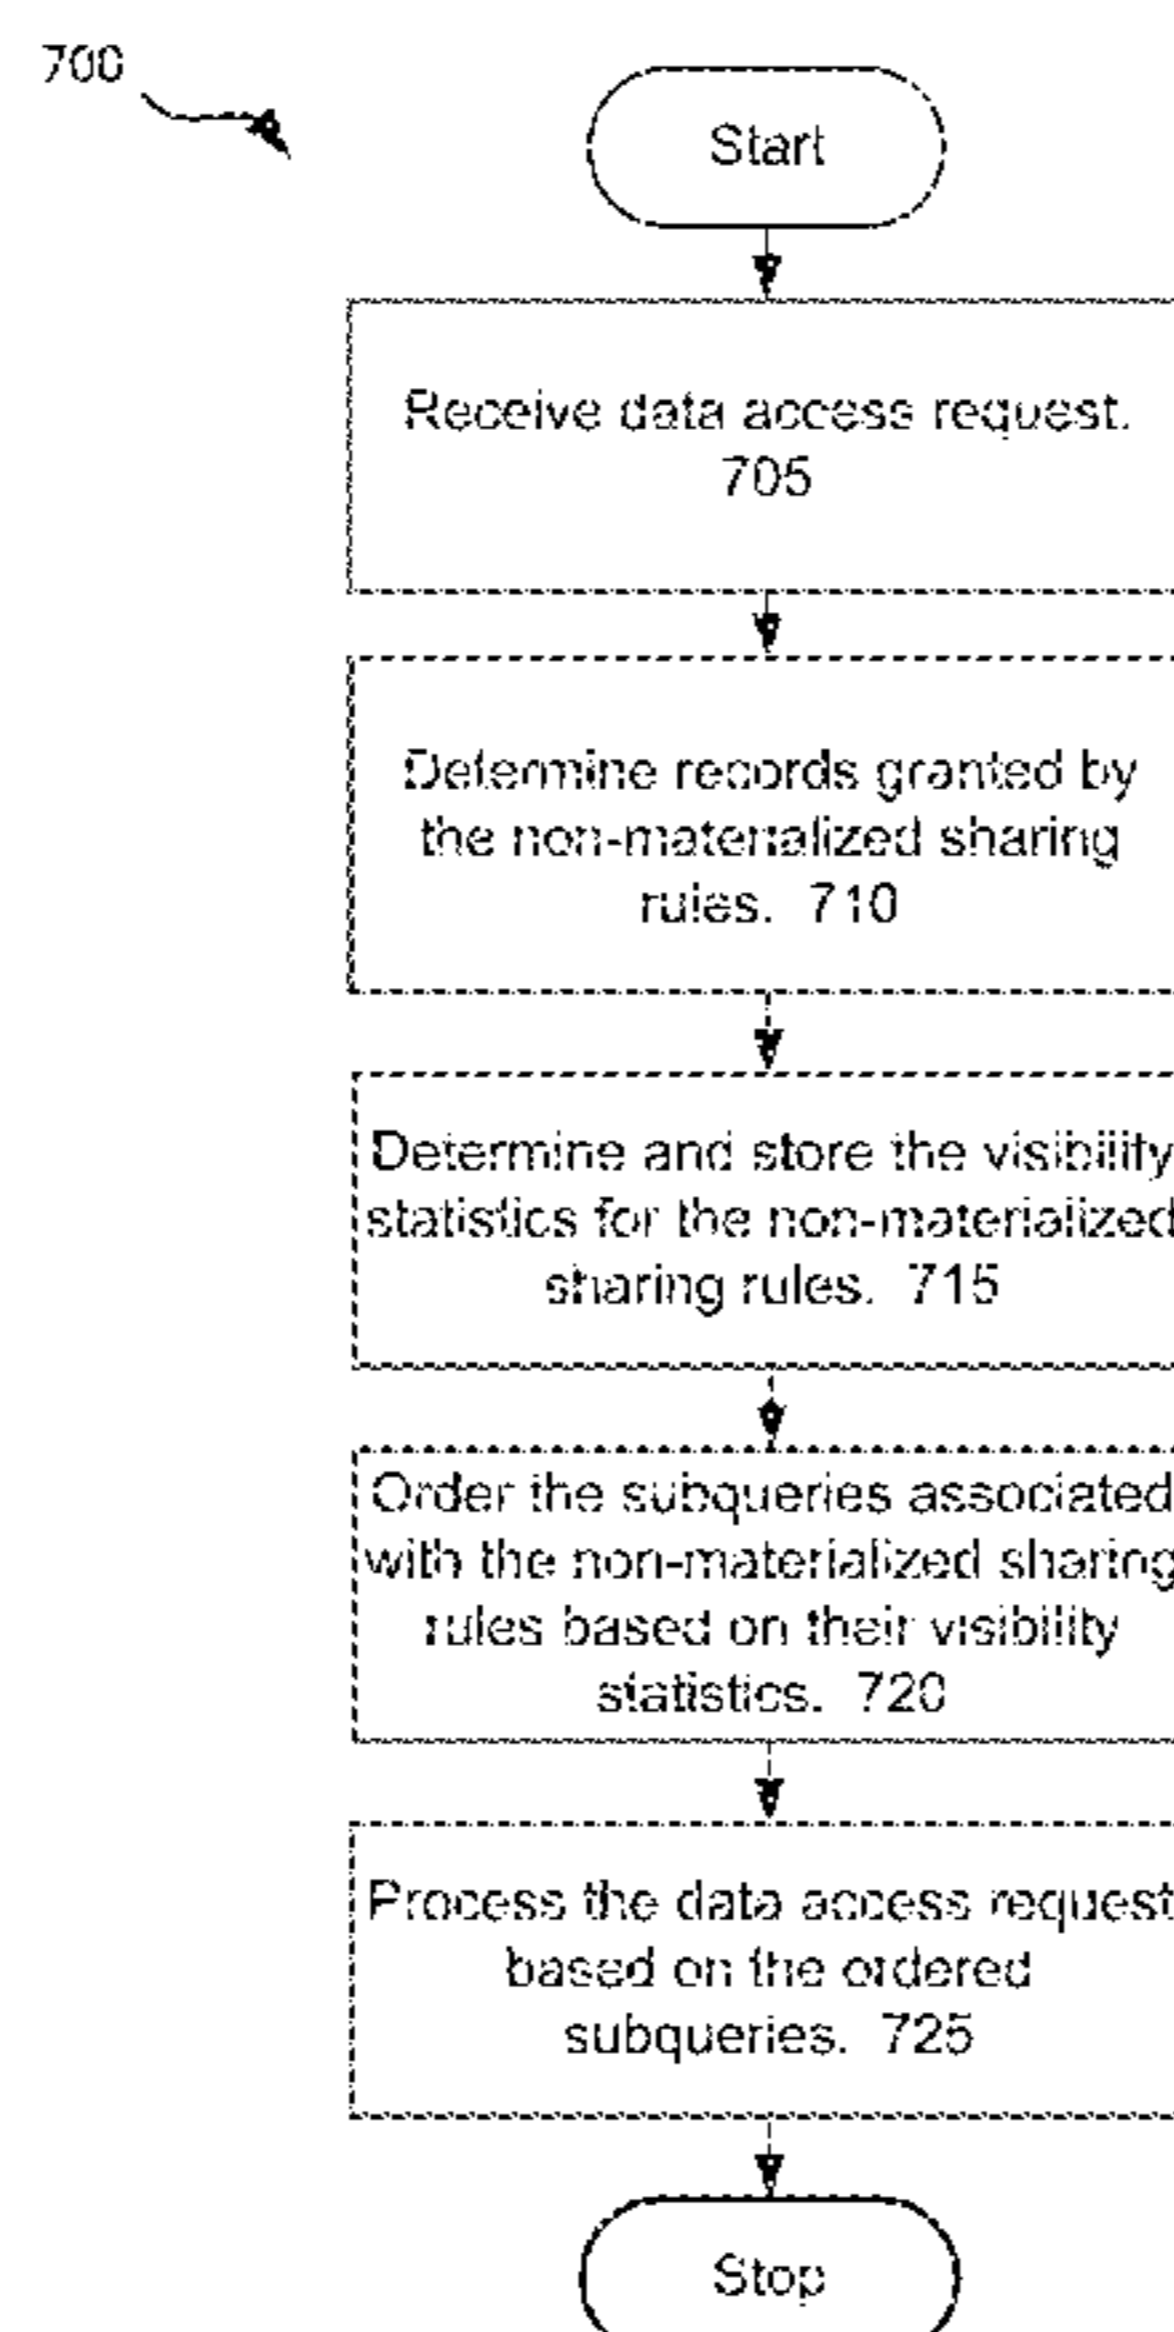 700
Start
Receive data access request.
705
Determine records granted by
the non-materialized sharing
rules. 710
Determine and store the visibility
statistics for the non-materialized
sharing rules. 715
Order the subqueries associated
with the non-materialized sharing
rules based on their visibility
statistics. 720
Process the data access request
based on the ordered
subqueries. 725
Stop